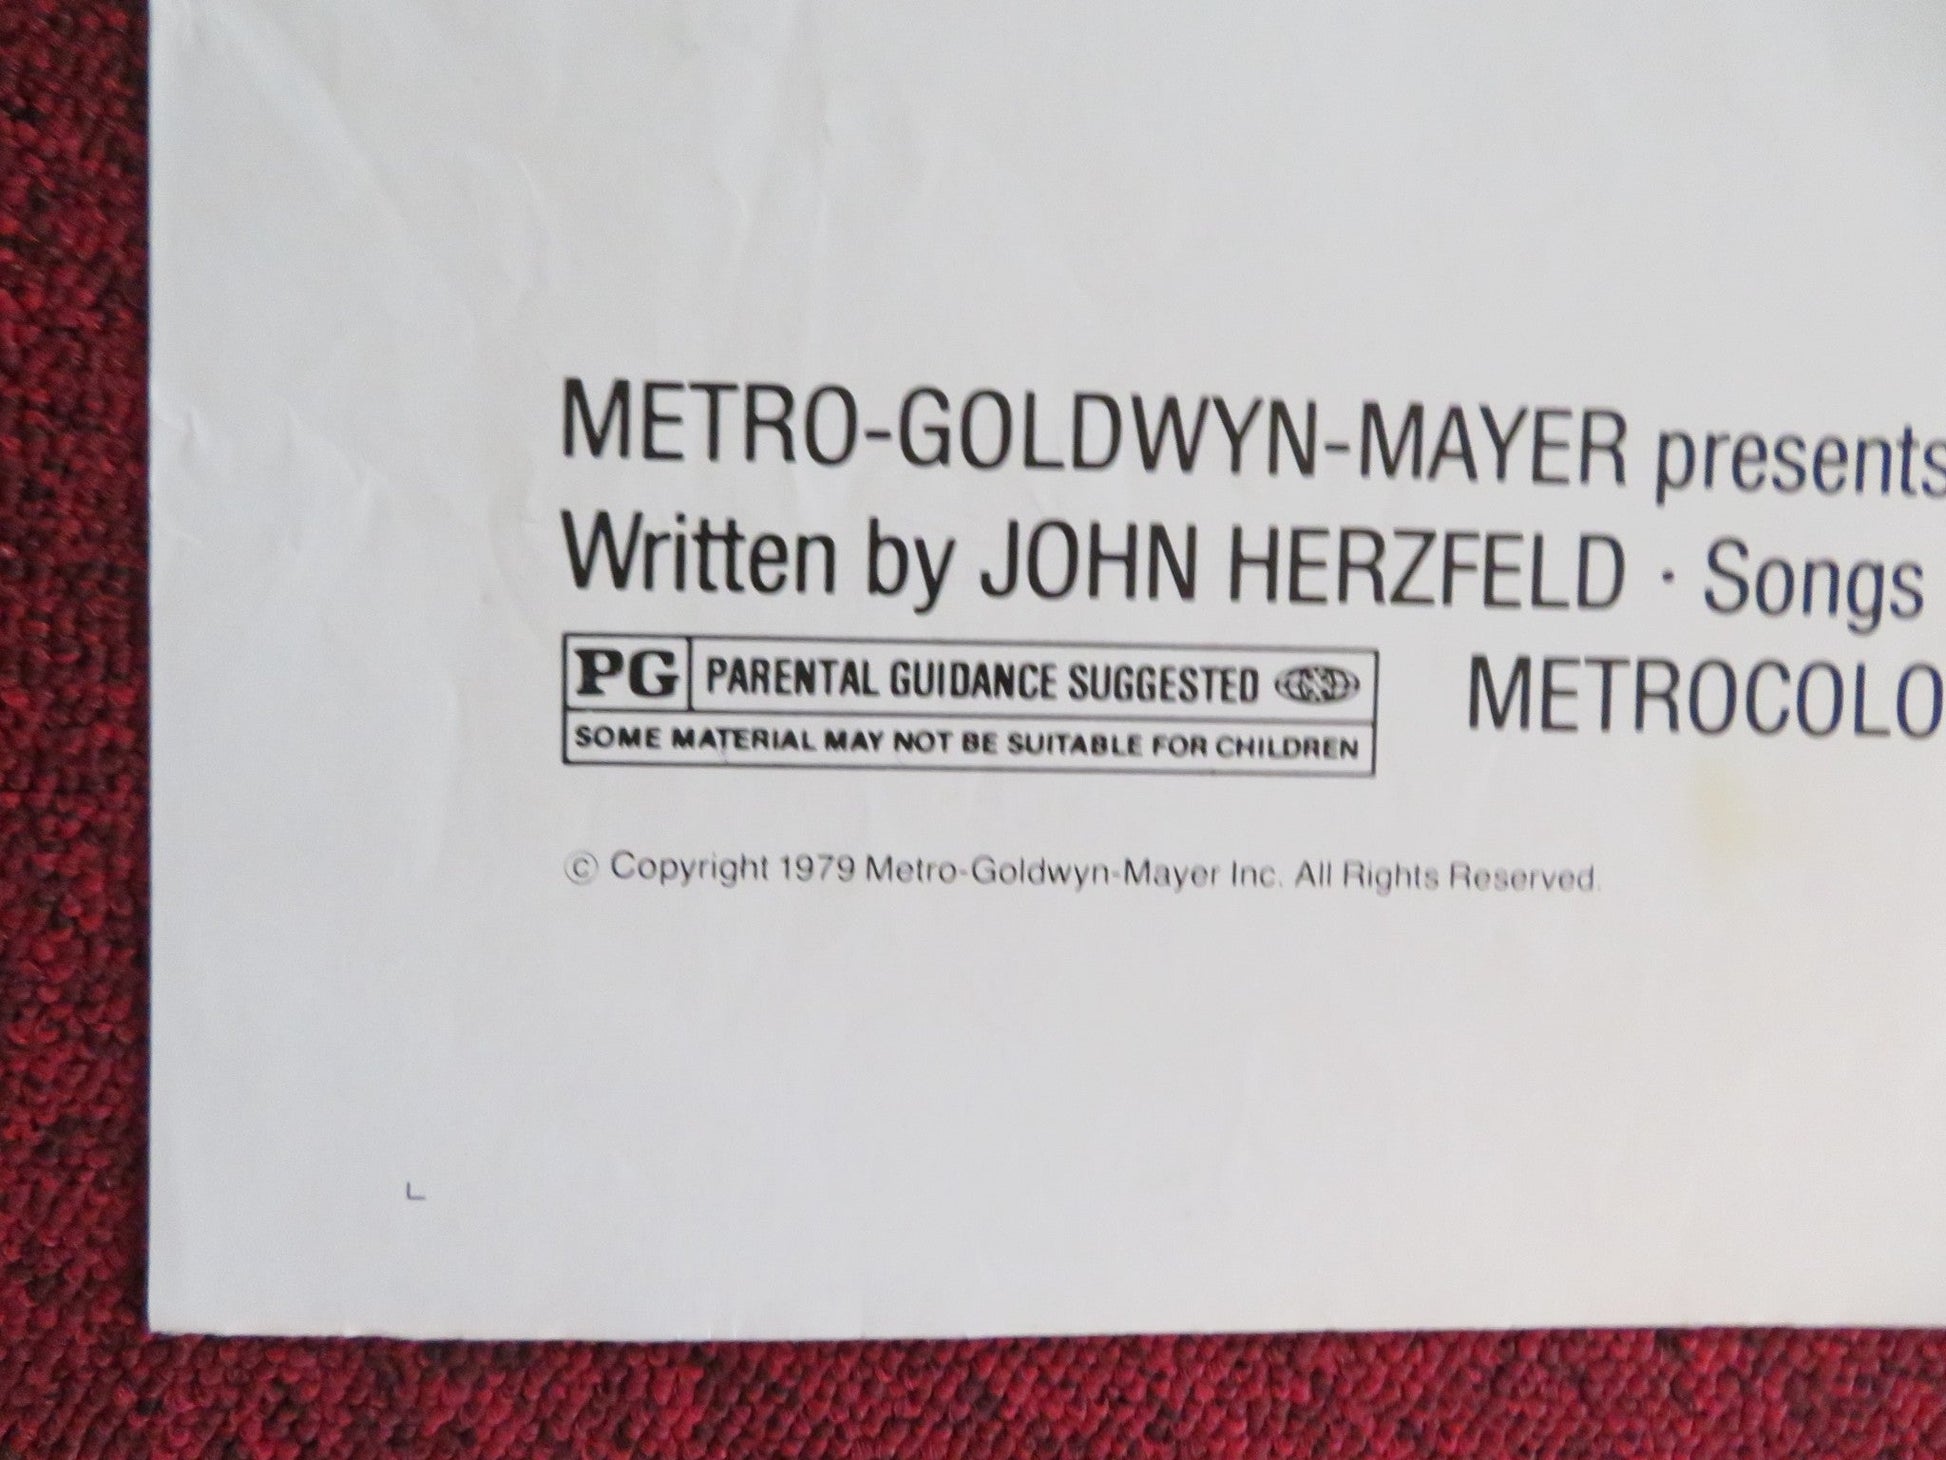 METRO-GOLDWYN-MAYER presents
Written by JOHN HERZFELD · Songs
PG PARENTAL GUIDANCE SUGGESTED
SOME MATERIAL MAY NOT BE SUITABLE FOR CHILDREN
METROCOLO
© Copyright 1979 Metro-Goldwyn-Mayer Inc. All Rights Reserved.